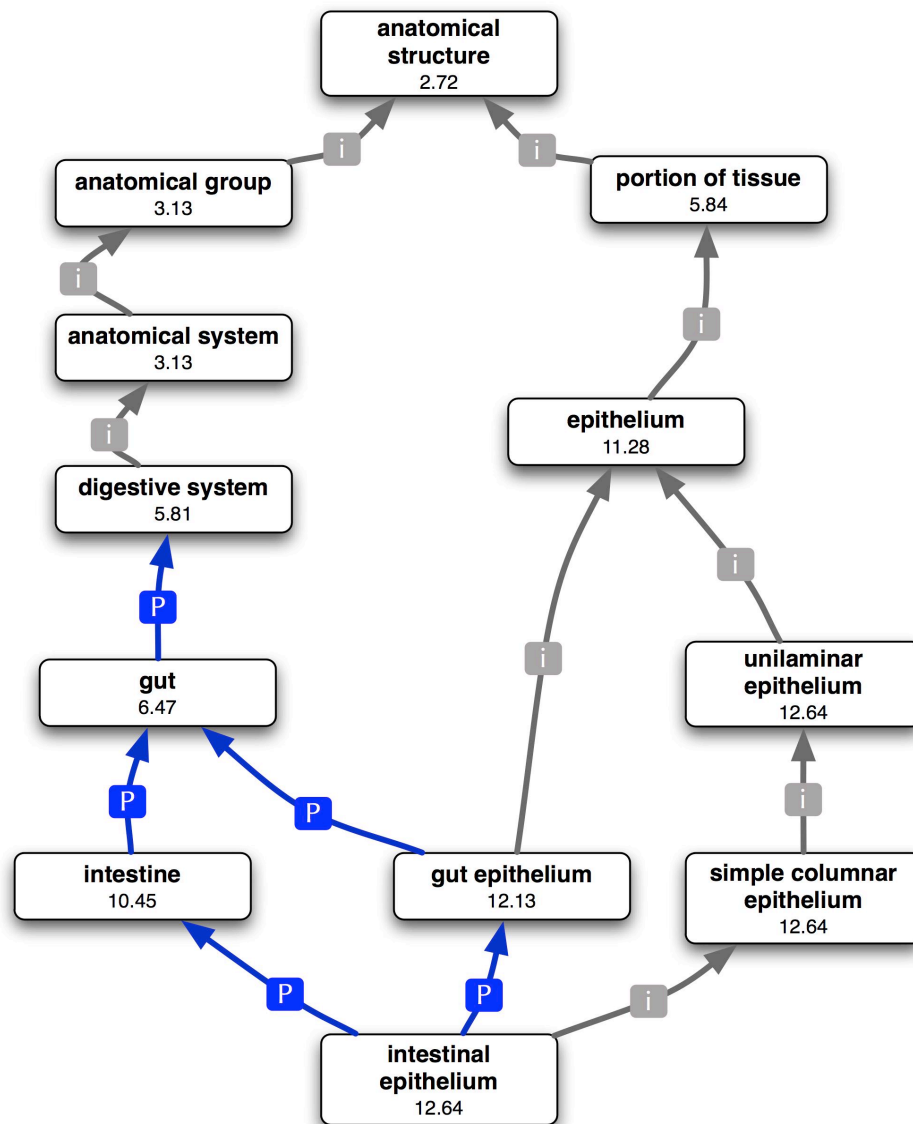 anatomical
structure
2.72
i
i
anatomical group
3.13
portion of tissue
5.84
i
anatomical system
3.13
i
i
epithelium
11.28
digestive system
5.81
i
P
i
gut
6.47
unilaminar
epithelium
12.64
P
P
i
intestine
10.45
gut epithelium
12.13
simple columnar
epithelium
12.64
P
P
i
intestinal
epithelium
12.64